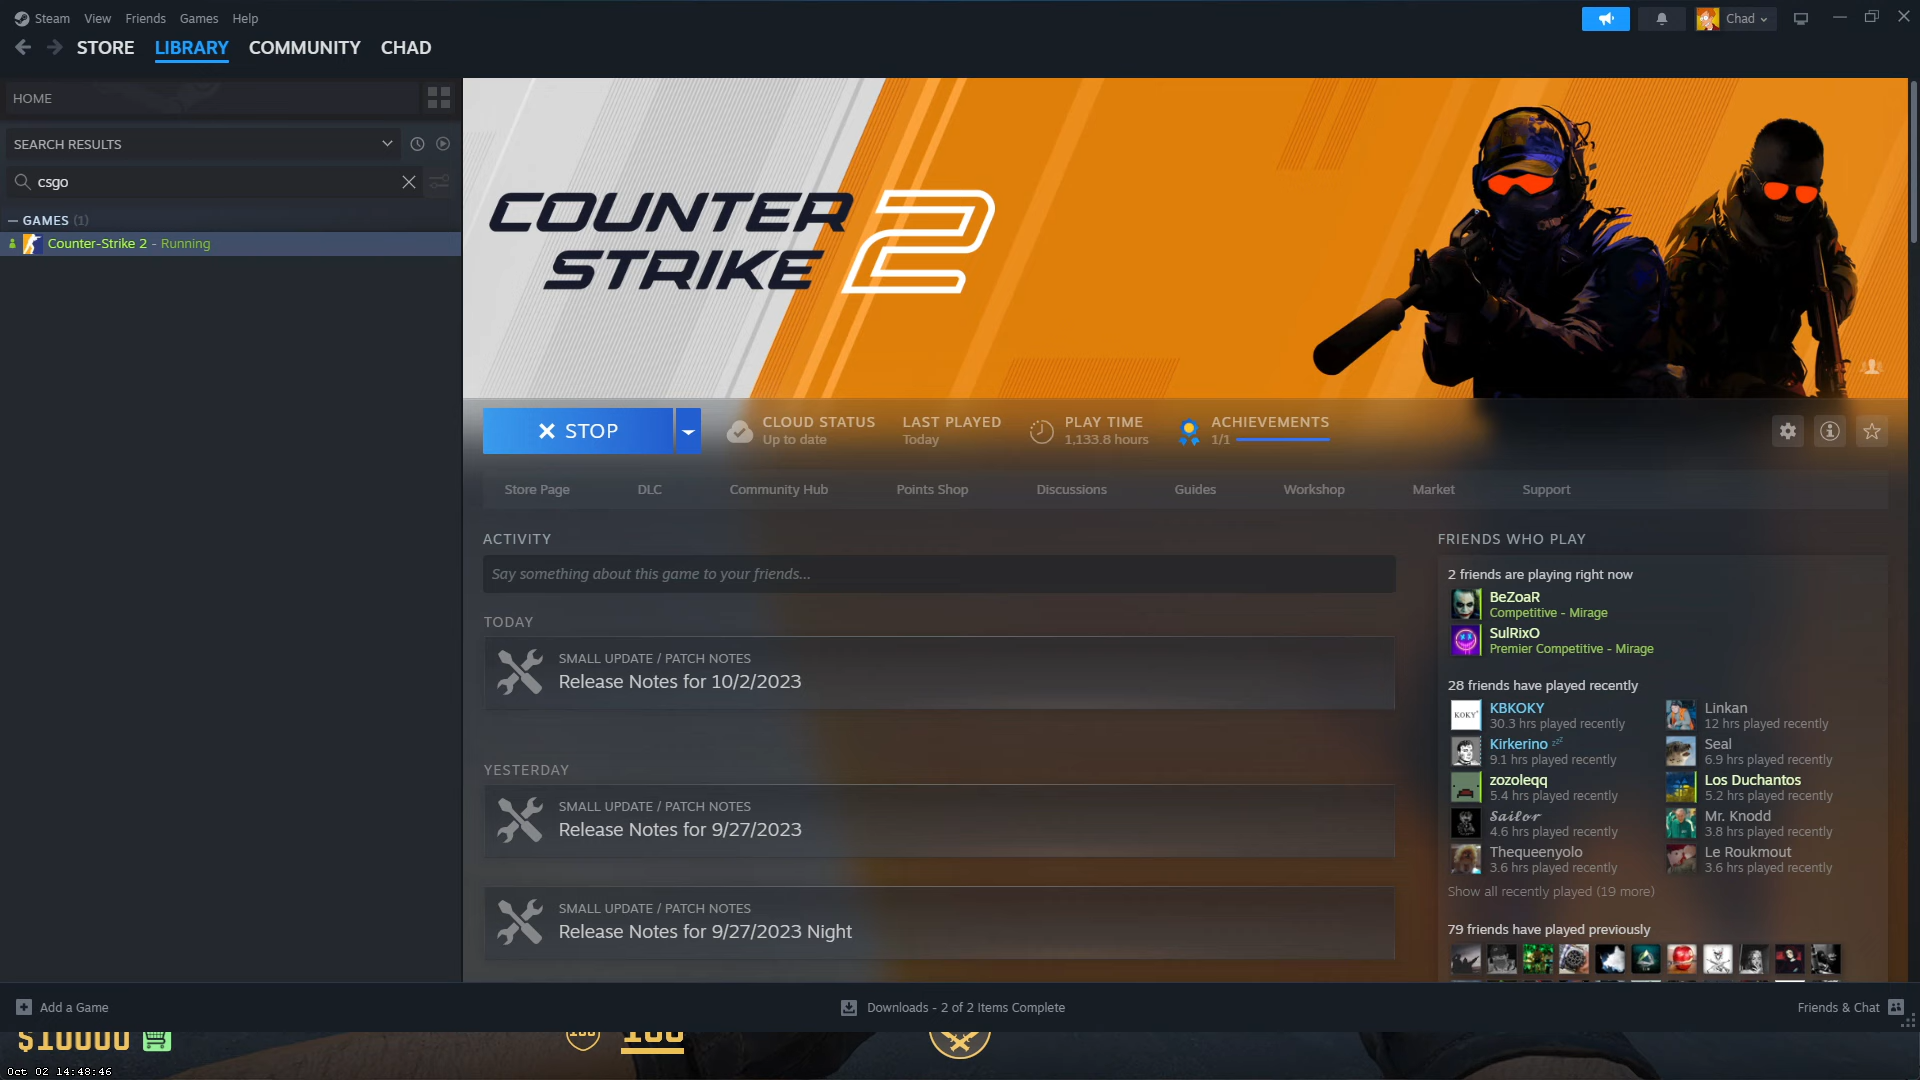 Steam View Friends Games Help
Chad
STORE LIBRARY COMMUNITY CHAD
HOME
SEARCH RESULTS
csgo
GAMES (1)
Counter-Strike 2 - Running
COUNTER
STRIKE 2
STOP
CLOUD STATUS
Up to date
LAST PLAYED
Today
PLAY TIME
1,133.8 hours
ACHIEVEMENTS
1/1
Store Page DLC Community Hub Points Shop Discussions Guides Workshop Market Support
ACTIVITY
Say something about this game to your friends...
TODAY
SMALL UPDATE / PATCH NOTES
Release Notes for 10/2/2023
YESTERDAY
SMALL UPDATE / PATCH NOTES
Release Notes for 9/27/2023
SMALL UPDATE / PATCH NOTES
Release Notes for 9/27/2023 Night
FRIENDS WHO PLAY
2 friends are playing right now
BeZoaR
Competitive - Mirage
SulRixO
Premier Competitive - Mirage
28 friends have played recently
KOKY
KBKOKY
30.3 hrs played recently
Linkan
12 hrs played recently
Kirkerino zzz
9.1 hrs played recently
Seal
6.9 hrs played recently
zozoleqq
5.4 hrs played recently
Los Duchantos
5.2 hrs played recently
𝓢𝓪𝓲𝓵𝓸𝓻
4.6 hrs played recently
Mr. Knodd
3.8 hrs played recently
Thequeenyolo
3.6 hrs played recently
Le Roukmout
3.6 hrs played recently
Show all recently played (19 more)
79 friends have played previously
Add a Game
Downloads - 2 of 2 Items Complete
Friends & Chat
$10000
100
100
Oct 02 14:48:46